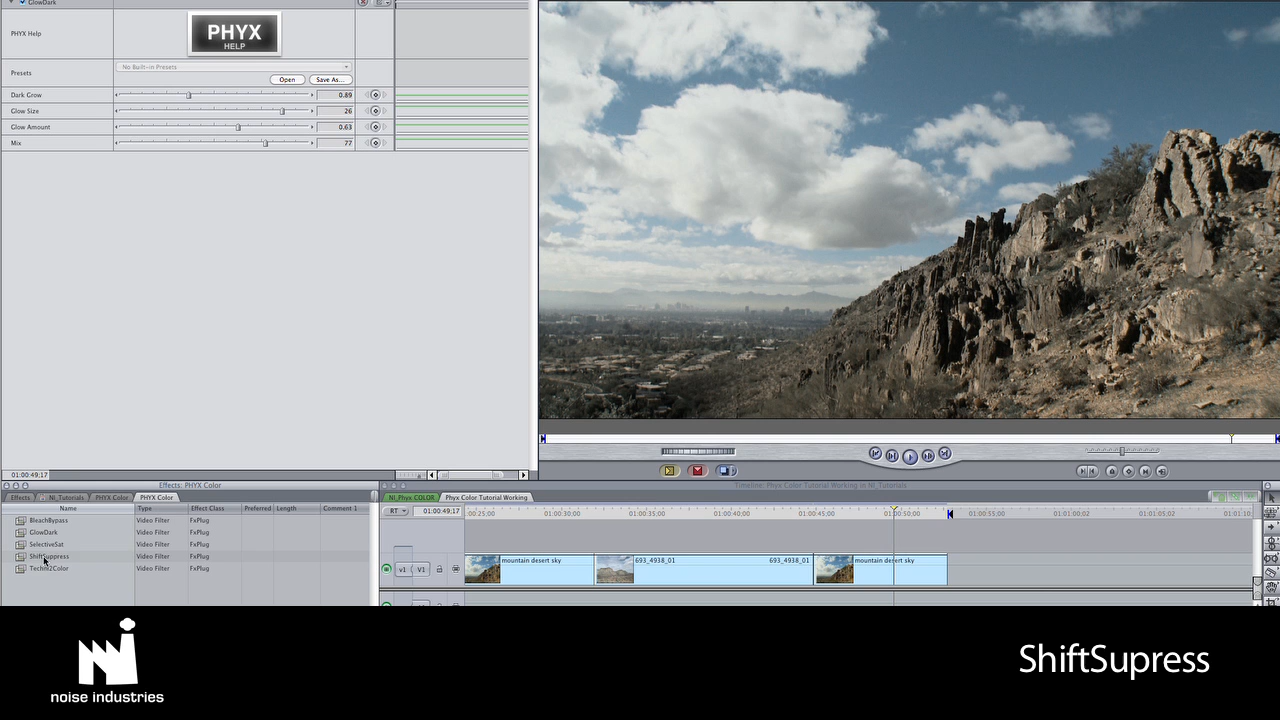 GlowDark
PHYX Help
PHYX
HELP
Presets
No Built-in Presets
Open
Save As...
Dark Grow
0.89
Glow Size
26
Glow Amount
0.63
Mix
77
01:00:49;17
Effects: PHYX Color
Effects
NI_Tutorials
PHYX Color
PHYX Color
Name
Type
Effect Class
Preferred
Length
Comment 1
BleachBypass
Video Filter
FxPlug
GlowDark
Video Filter
FxPlug
SelectiveSat
Video Filter
FxPlug
ShiftSuppress
Video Filter
FxPlug
Techni2Color
Video Filter
FxPlug
Timeline: Phyx Color Tutorial Working in NI_Tutorials
NI_Phyx COLOR
Phyx Color Tutorial Working
RT
01:00:49;17
:00:25;00
01:00:30;00
01:00:35;00
01:00:40;00
01:00:45;00
01:00:50;00
01:00:55;00
01:01:00;02
01:01:05;02
01:01:10;
v1
V1
mountain desert sky
693_4938_01
693_4938_01
mountain desert sky
noise industries
ShiftSupress